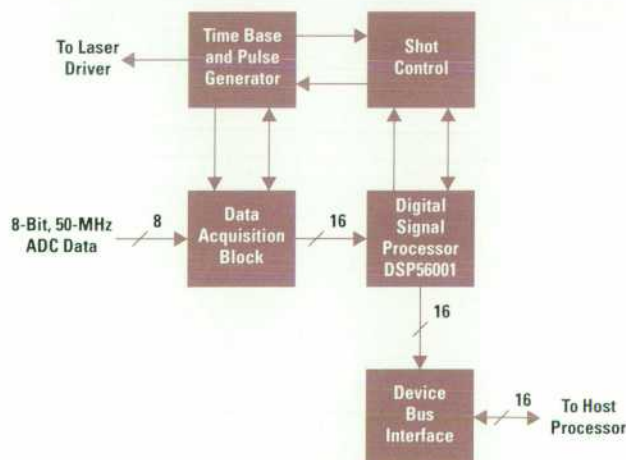 To Laser
Driver
Time Base
and Pulse
Generator
Shot
Control
8-Bit, 50-MHz
ADC Data
8
Data
Acquisition
Block
16
Digital
Signal
Processor
DSP56001
16
Device
Bus
Interface
16
To Host
Processor